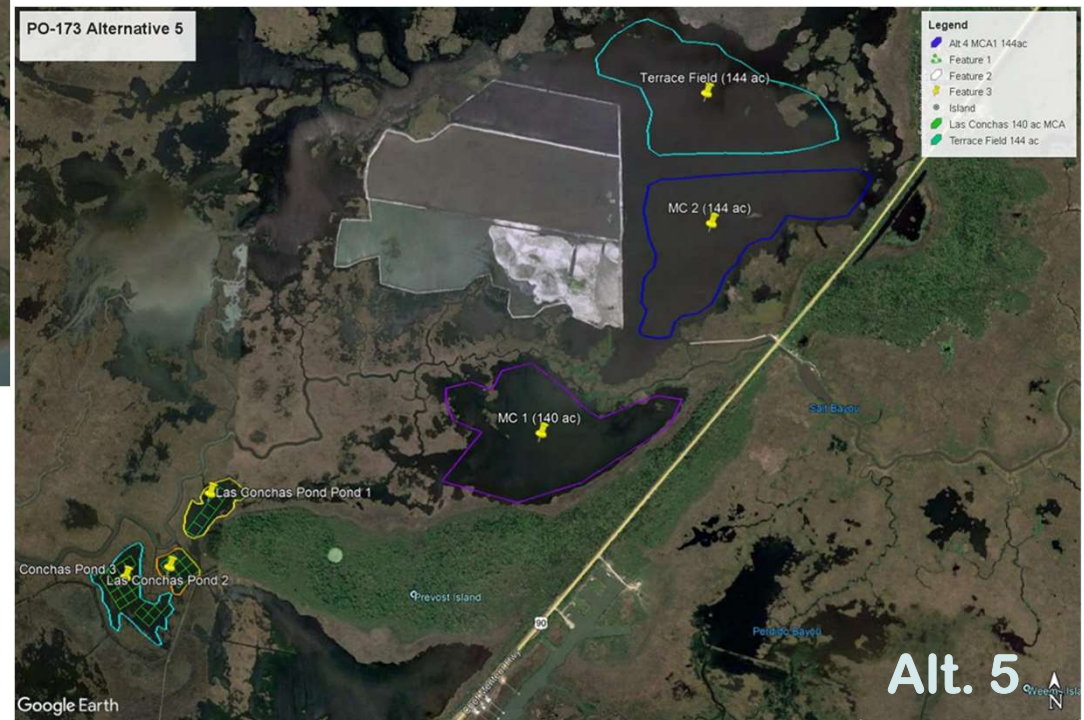 PO-173 Alternative 5
Legend
Alt 4 MCA1 144ac
Feature 1
Feature 2
Feature 3
Island
Las Conchas 140 ac MCA
Terrace Field 144 ac
Terrace Field (144 ac)
MC 2 (144 ac)
Salt Bayou
MC 1 (140 ac)
Las Conchas Pond Pond 1
Conchas Pond 3
Las Conchas Pond 2
Prevost Island
90
Alt. 5
N
Google Earth